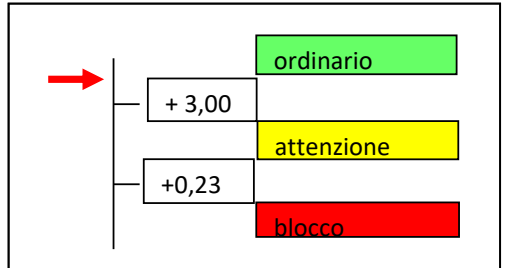 ordinario
+ 3,00
attenzione
+0,23
blocco